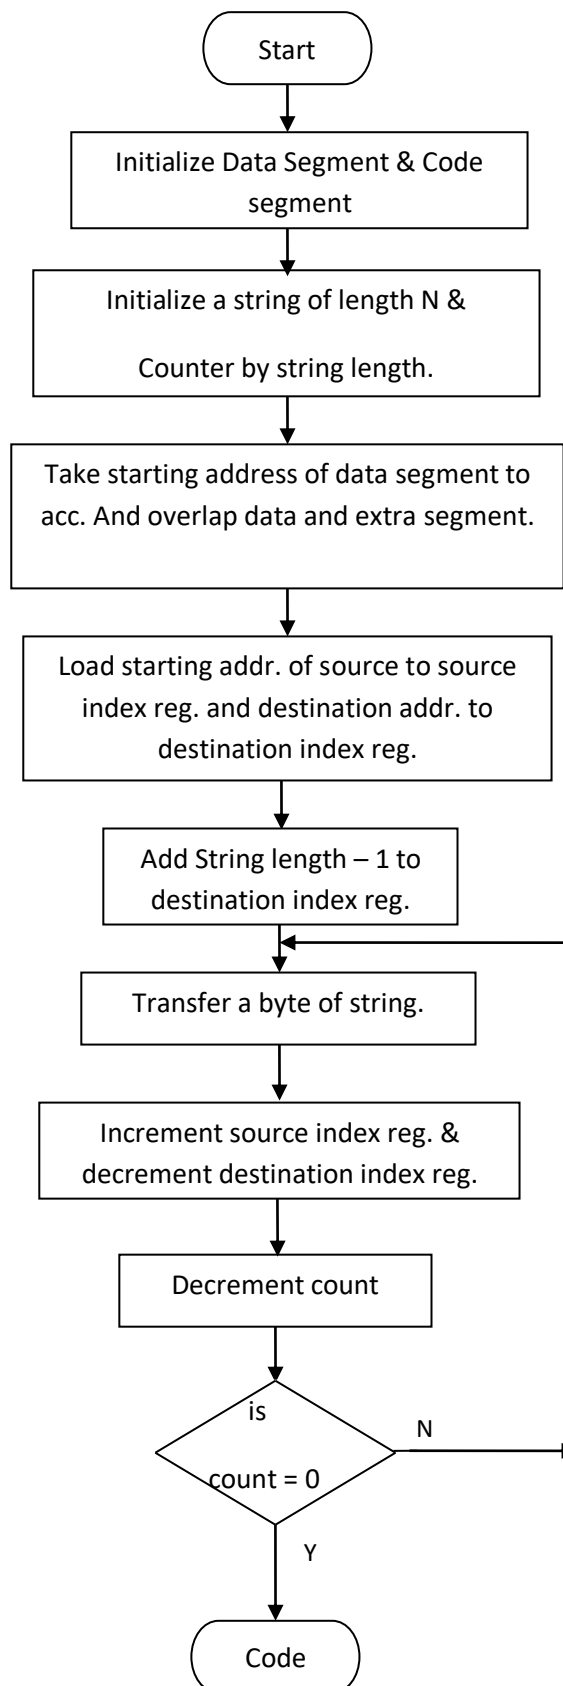 Start
Initialize Data Segment & Code
segment
Initialize a string of length N &
Counter by string length.
Take starting address of data segment to
acc. And overlap data and extra segment.
Load starting addr. of source to source
index reg. and destination addr. to
destination index reg.
Add String length – 1 to
destination index reg.
Transfer a byte of string.
Increment source index reg. &
decrement destination index reg.
Decrement count
is
N
count = 0
Y
Code